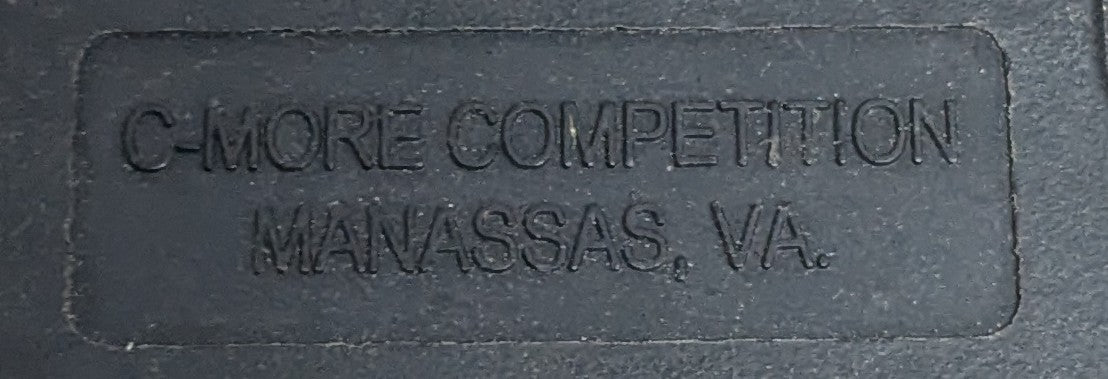 C-MORE COMPETITION
MANASSAS, VA.